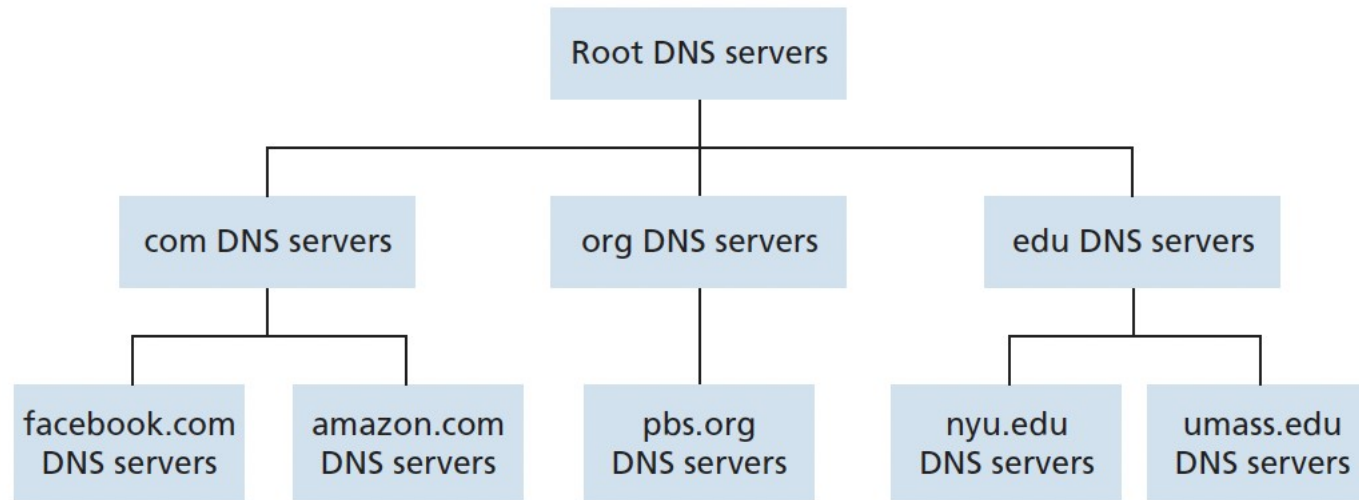 Root DNS servers
com DNS servers
org DNS servers
edu DNS servers
facebook.com
DNS servers
amazon.com
DNS servers
pbs.org
DNS servers
nyu.edu
DNS servers
umass.edu
DNS servers